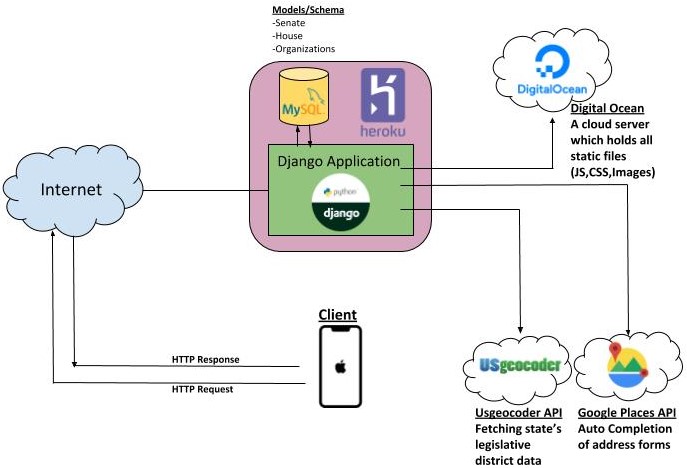 Models/Schema
-Senate
-House
-Organizations
MySQL
heroku
DigitalOcean
Digital Ocean
A cloud server
which holds all
static files
(JS,CSS,Images)
Django Application
python
django
Internet
Client
HTTP Response
HTTP Request
USgeocoder
Usgeocoder API
Fetching state's
legislative
district data
Google Places API
Auto Completion
of address forms